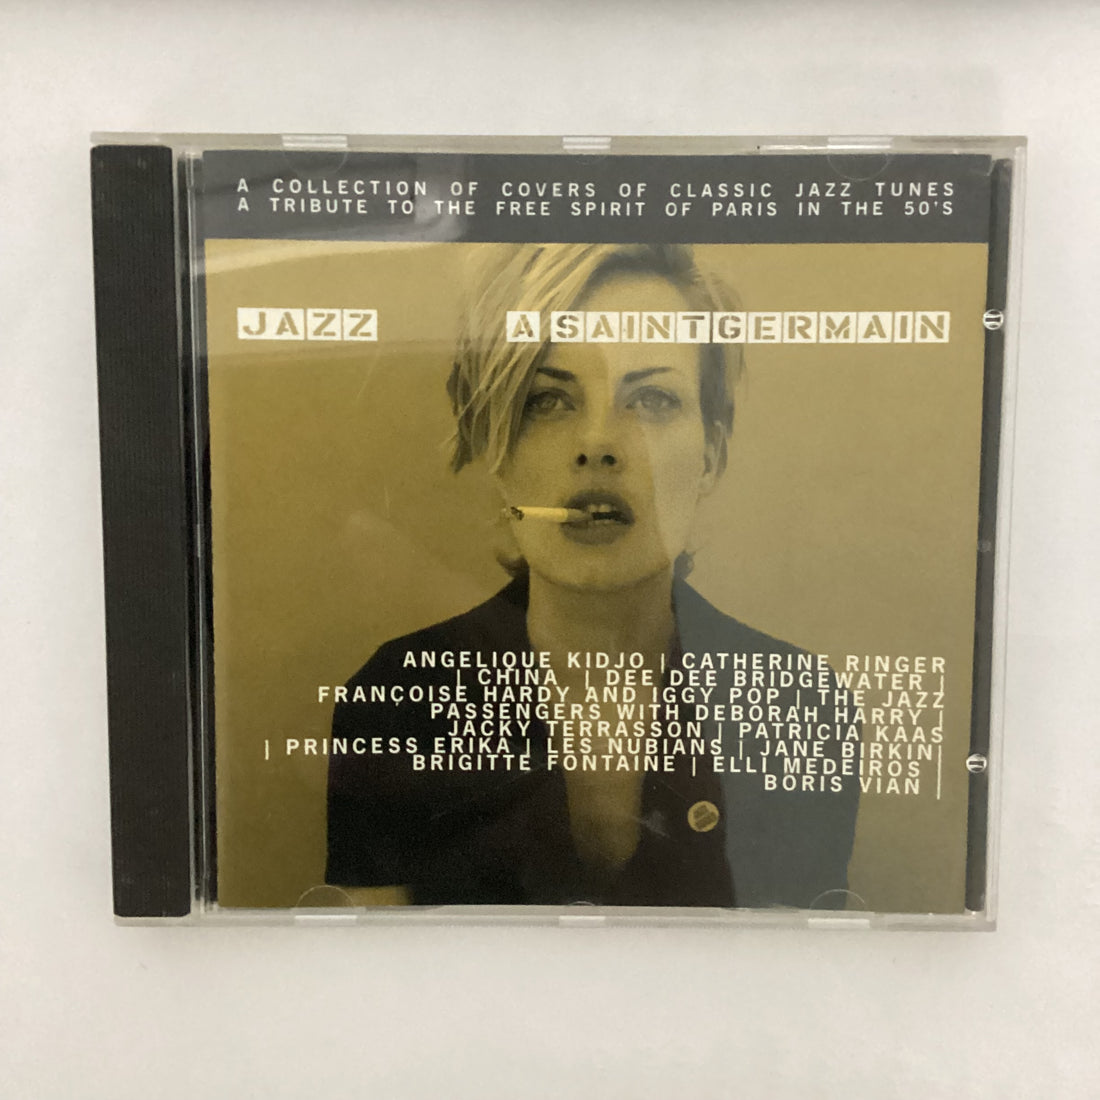 A COLLECTION OF COVERS OF CLASSIC JAZZ TUNES
A TRIBUTE TO THE FREE SPIRIT OF PARIS IN THE 50'S
JAZZ A SAINTGERMAIN
ANGELIQUE KIDJO | CATHERINE RINGER
| CHINA | DEE DEE BRIDGEWATER |
FRANÇOISE HARDY AND IGGY POP | THE JAZZ
PASSENGERS WITH DEBORAH HARRY |
JACKY TERRASSON | PATRICIA KAAS
| PRINCESS ERIKA | LES NUBIANS | JANE BIRKIN|
BRIGITTE FONTAINE | ELLI MEDEIROS |
BORIS VIAN |